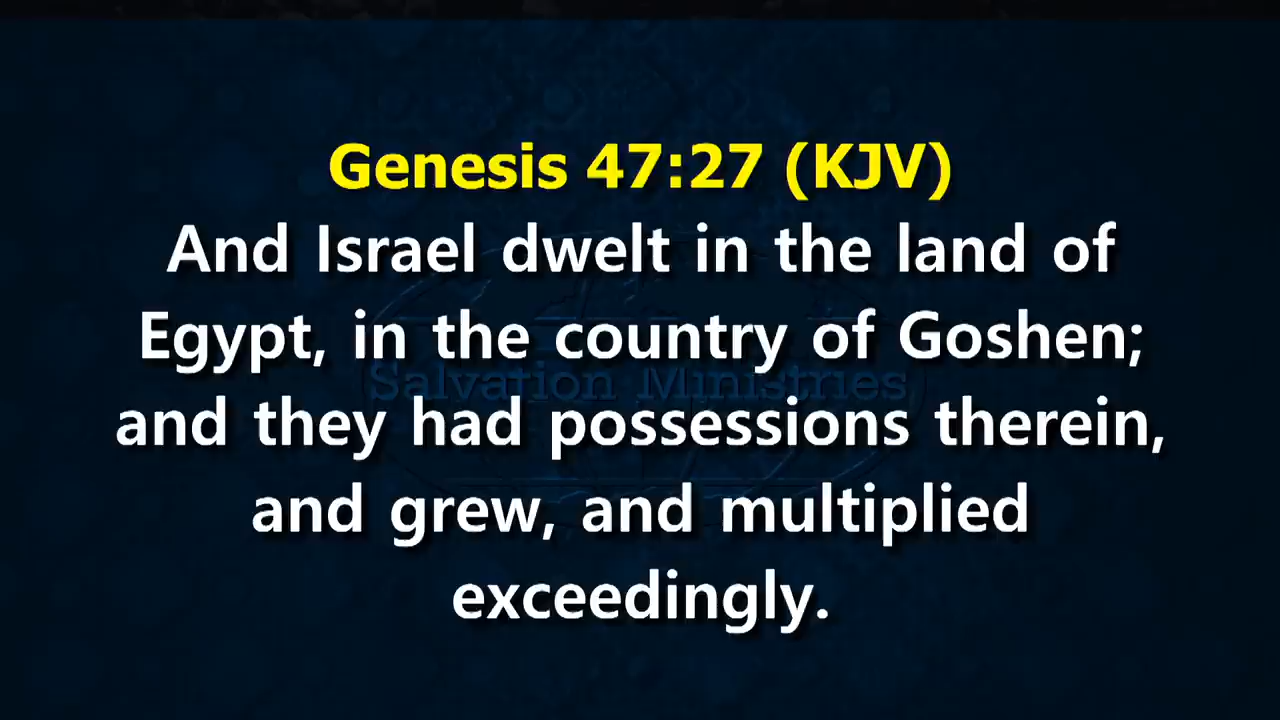 Genesis 47:27 (KJV)
And Israel dwelt in the land of
Egypt, in the country of Goshen;
Salvation Ministries
and they had possessions therein,
and grew, and multiplied
exceedingly.